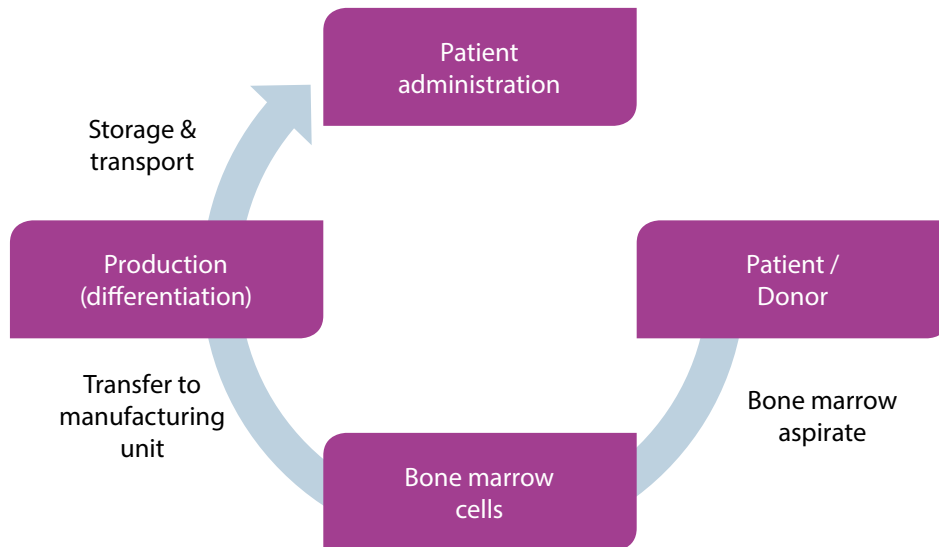 Patient
administration
Storage &
transport
Production
(differentiation)
Patient /
Donor
Transfer to
manufacturing
unit
Bone marrow
aspirate
Bone marrow
cells